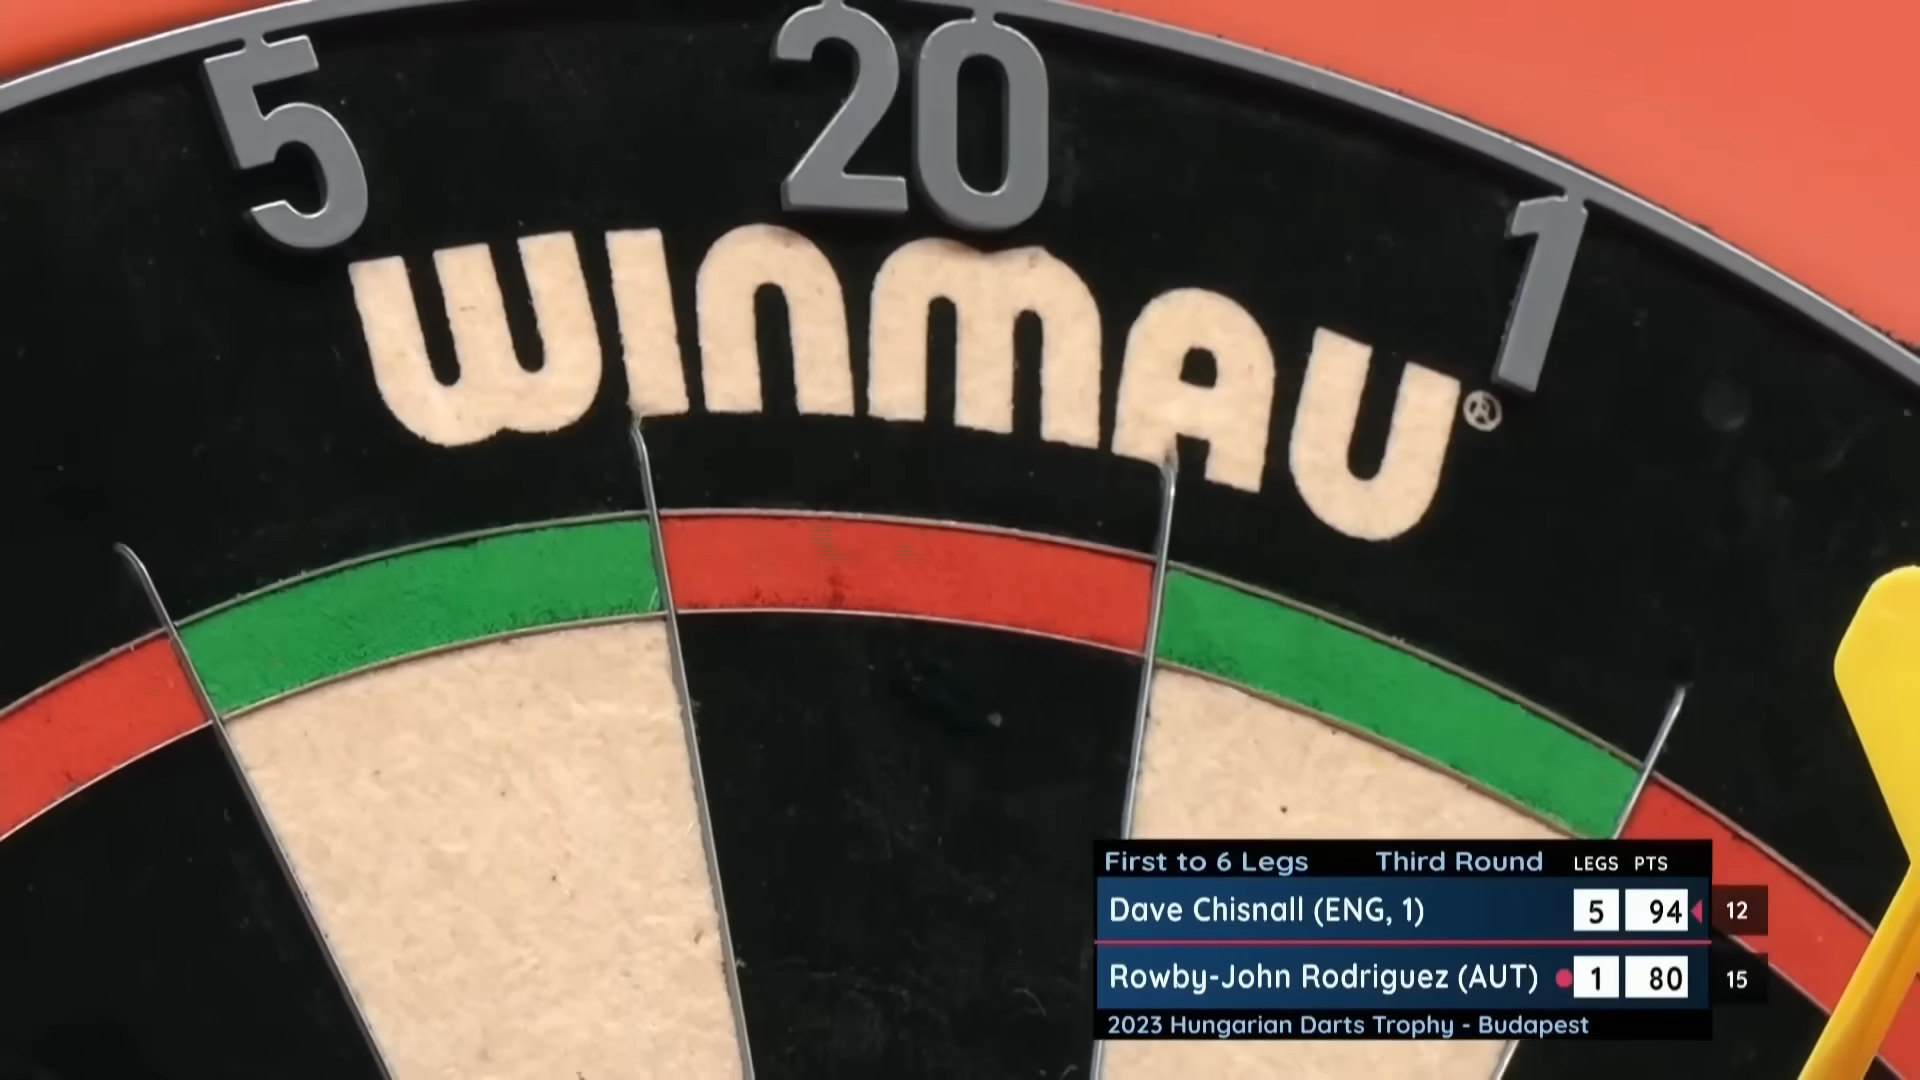 5 20 1
WINMAU®
First to 6 Legs Third Round LEGS PTS
Dave Chisnall (ENG, 1) 5 94 12
Rowby-John Rodriguez (AUT) 1 80 15
2023 Hungarian Darts Trophy - Budapest